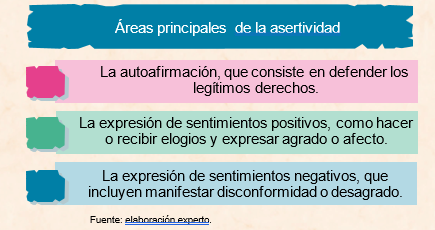 Áreas principales de la asertividad
La autoafirmación, que consiste en defender los
legítimos derechos.
La expresión de sentimientos positivos, como hacer
o recibir elogios y expresar agrado o afecto.
La expresión de sentimientos negativos, que
incluyen manifestar disconformidad o desagrado.
Fuente: elaboración experto.